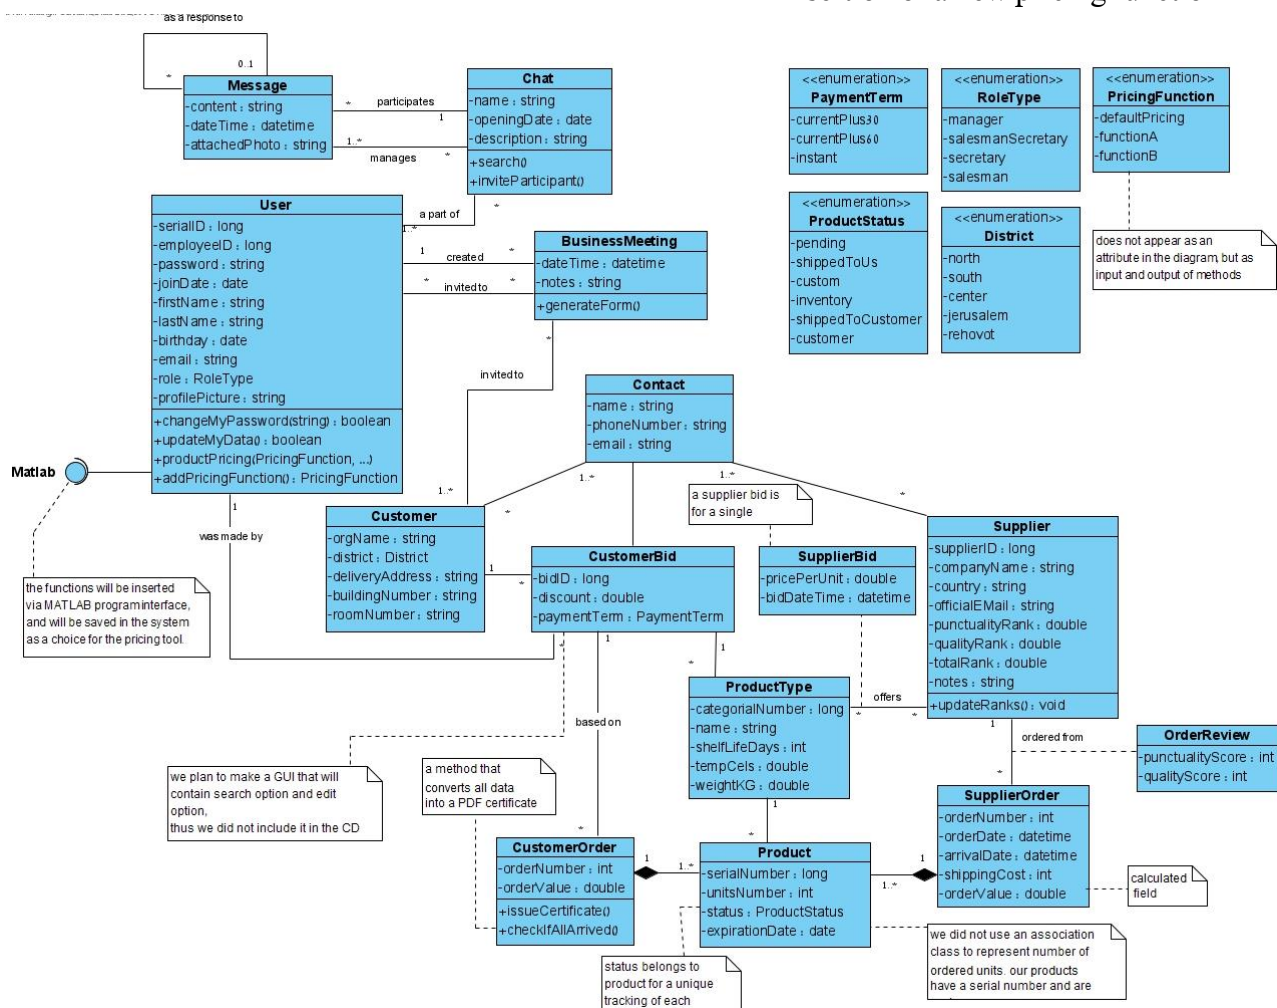 as a response to
0..1
*
Message
-content : string
-dateTime : datetime
-attachedPhoto : string
*
participates
1
1..*
manages
*
Chat
-name : string
-openingDate : date
-description : string
+search()
+inviteParticipant()
*
a part of
1..*
User
-serialID : long
-employeeID : long
-password : string
-joinDate : date
-firstName : string
-lastName : string
-birthday : date
-email : string
-role : RoleType
-profilePicture : string
+changeMyPassword(string) : boolean
+updateMyData() : boolean
+productPricing(PricingFunction, ...)
+addPricingFunction() : PricingFunction
1
created
*
*
invited to
*
BusinessMeeting
-dateTime : datetime
-notes : string
+generateForm()
*
invited to
1..*
<<enumeration>>
PaymentTerm
-currentPlus30
-currentPlus60
-instant
<<enumeration>>
RoleType
-manager
-salesmanSecretary
-secretary
-salesman
<<enumeration>>
PricingFunction
-defaultPricing
-functionA
-functionB
<<enumeration>>
ProductStatus
-pending
-shippedToUs
-custom
-inventory
-shippedToCustomer
-customer
<<enumeration>>
District
-north
-south
-center
-jerusalem
-rehovot
does not appear as an
attribute in the diagram, but as
input and output of methods
Contact
-name : string
-phoneNumber : string
-email : string
1..*
*
1..*
*
Matlab
1
was made by
*
the functions will be inserted
via MATLAB program interface,
and will be saved in the system
as a choice for the pricing tool.
Customer
-orgName : string
-district : District
-deliveryAddress : string
-buildingNumber : string
-roomNumber : string
1
*
CustomerBid
-bidID : long
-discount : double
-paymentTerm : PaymentTerm
a supplier bid is
for a single
SupplierBid
-pricePerUnit : double
-bidDateTime : datetime
Supplier
-supplierID : long
-companyName : string
-country : string
-officialEMail : string
-punctualityRank : double
-qualityRank : double
-totalRank : double
-notes : string
+updateRanks() : void
1
based on
*
1
*
ProductType
-categorialNumber : long
-name : string
-shelfLifeDays : int
-tempCels : double
-weightKG : double
*
offers
*
1
ordered from
*
OrderReview
-punctualityScore : int
-qualityScore : int
we plan to make a GUI that will
contain search option and edit
option,
thus we did not include it in the CD
a method that
converts all data
into a PDF certificate
1
*
CustomerOrder
-orderNumber : int
-orderValue : double
+issueCertificate()
+checkIfAllArrived()
1
1..*
Product
-serialNumber : long
-unitsNumber : int
-status : ProductStatus
-expirationDate : date
1
1..*
SupplierOrder
-orderNumber : int
-orderDate : datetime
-arrivalDate : datetime
-shippingCost : int
-orderValue : double
calculated
field
status belongs to
product for a unique
tracking of each
we did not use an association
class to represent number of
ordered units. our products
have a serial number and are